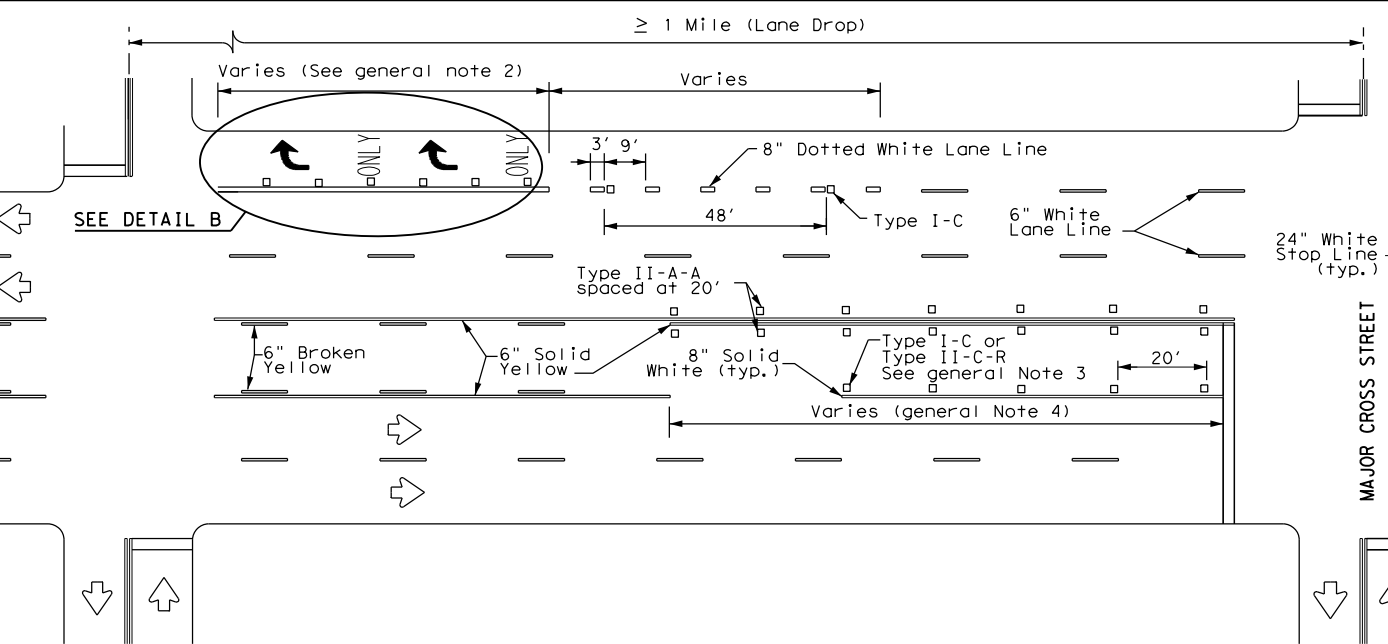 ≥ 1 Mile (Lane Drop)
Varies (See general note 2)
Varies
ONLY
ONLY
3' 9'
8" Dotted White Lane Line
SEE DETAIL B
48'
Type I-C
6" White
Lane Line
24" White
Stop Line
(typ.)
Type II-A-A
spaced at 20'
6" Broken
Yellow
6" Solid
Yellow
8" Solid
White (typ.)
Type I-C or
Type II-C-R
See general Note 3
20'
Varies (general Note 4)
MAJOR CROSS STREET